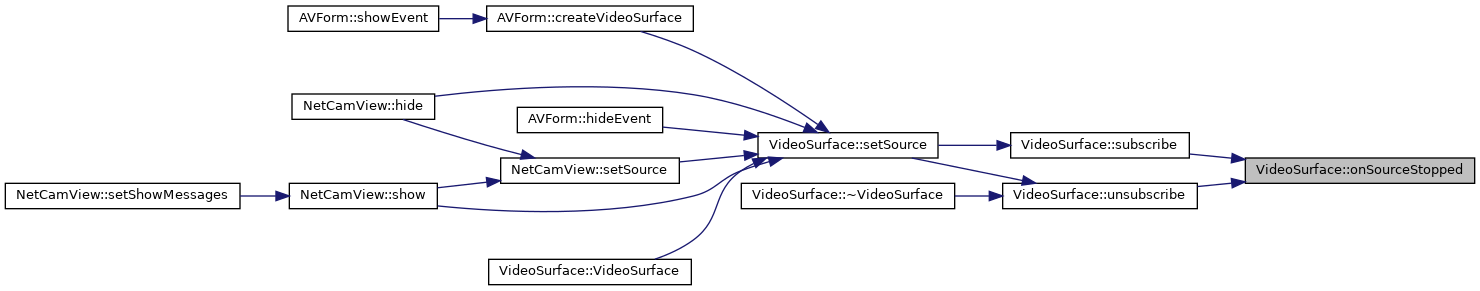 AVForm::showEvent
AVForm::createVideoSurface
NetCamView::hide
AVForm::hideEvent
VideoSurface::setSource
VideoSurface::subscribe
NetCamView::setSource
VideoSurface::onSourceStopped
NetCamView::setShowMessages
NetCamView::show
VideoSurface::~VideoSurface
VideoSurface::unsubscribe
VideoSurface::VideoSurface